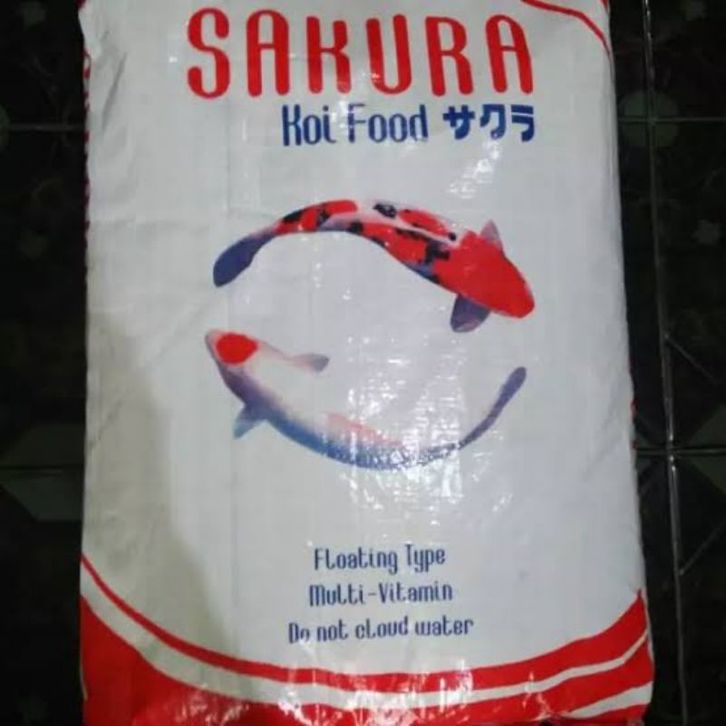 SAKURA
Koi Food サクラ
Floating Type
Multi-Vitamin
Do not cloud water